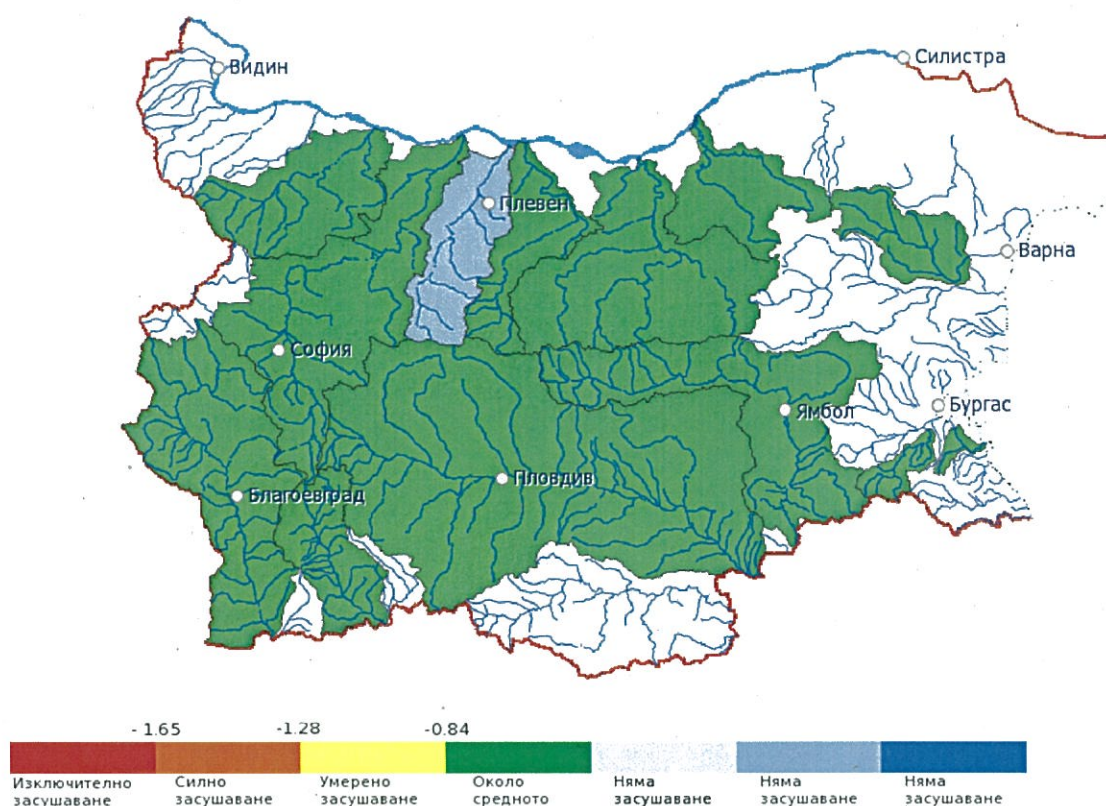 Видин
Силистра
Плевен
Варна
София
Ямбол
Бургас
Пловдив
Благоевград
- 1.65
-1.28
-0.84
Изключително засушаване
Силно засушаване
Умерено засушаване
Около средното
Няма засушаване
Няма засушаване
Няма засушаване